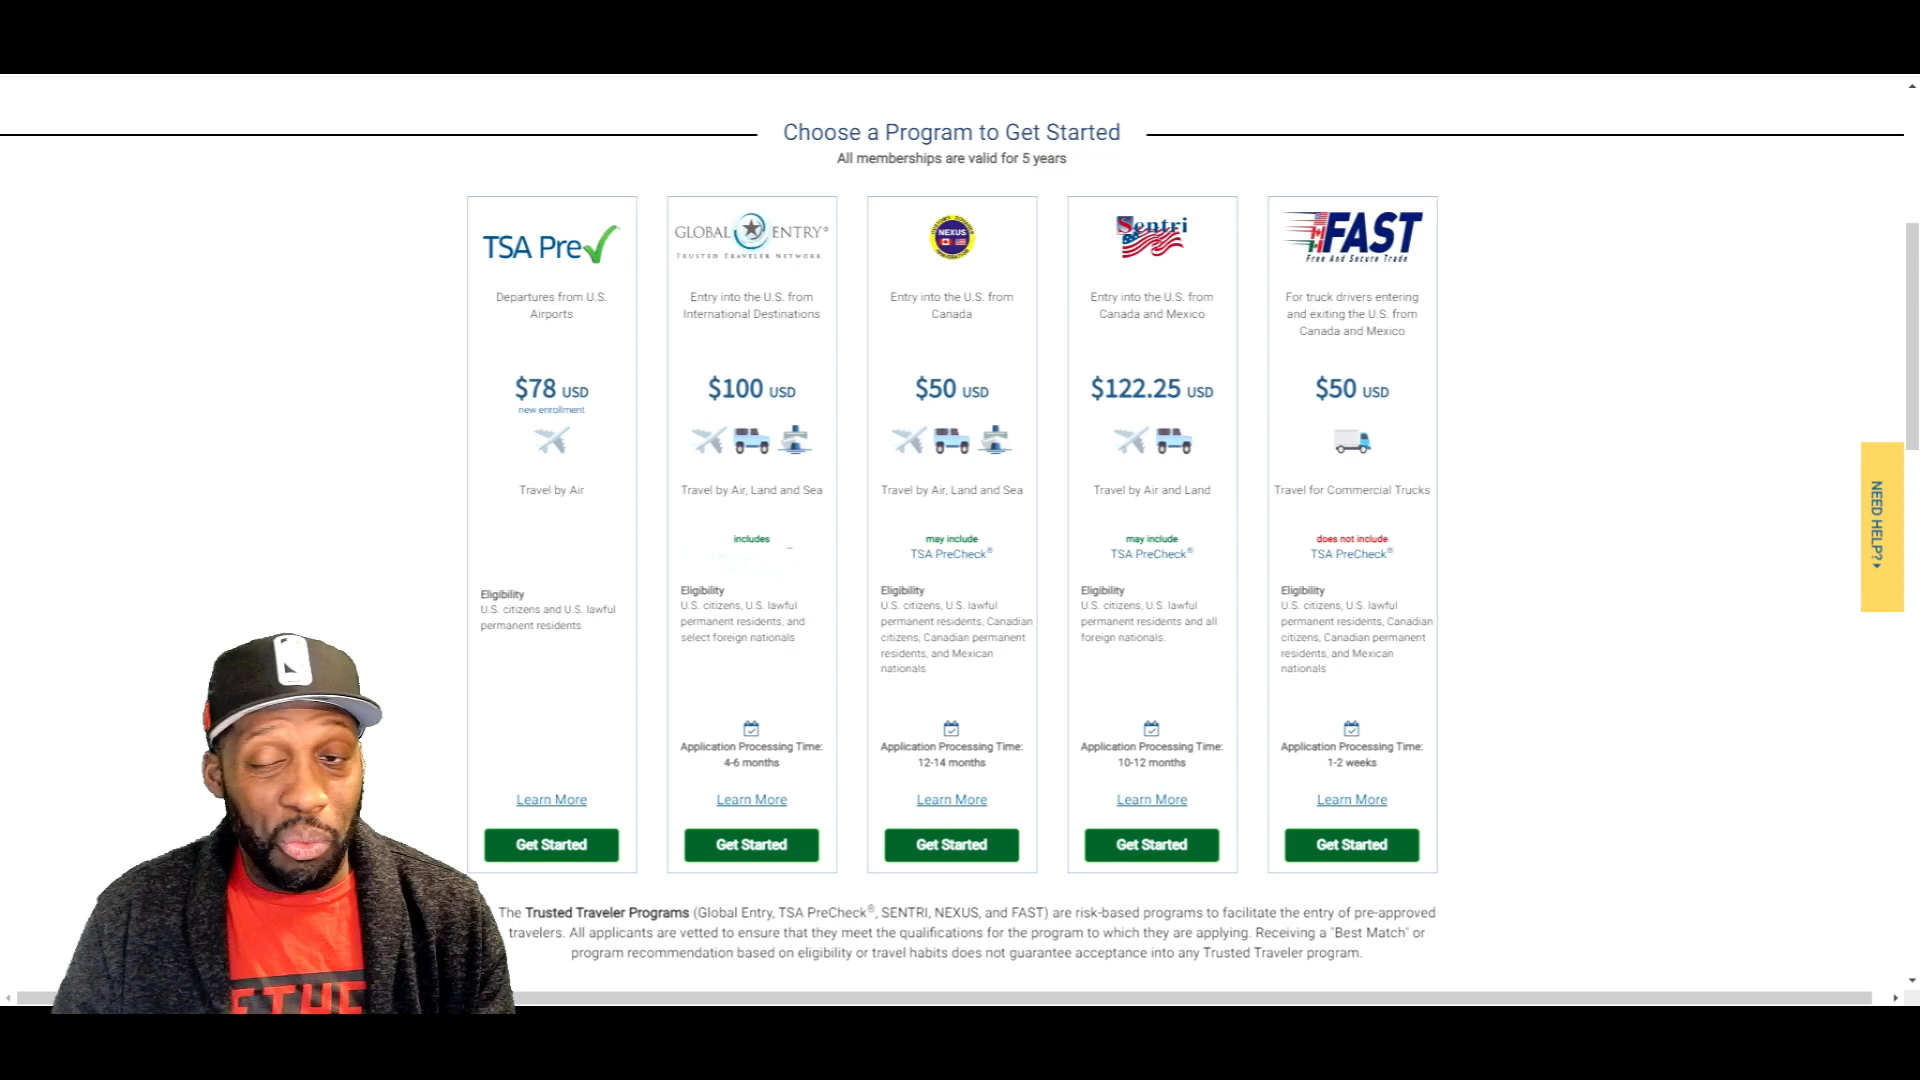 Choose a Program to Get Started
All memberships are valid for 5 years
TSA Pre
Departures from U.S.
Airports
$78 USD
new enrollment
Travel by Air
Eligibility
U.S. citizens and U.S. lawful
permanent residents
Learn More
Get Started
GLOBAL ENTRY®
TRUSTED TRAVELER NETWORK
Entry into the U.S. from
International Destinations
$100 USD
Travel by Air, Land and Sea
includes
Eligibility
U.S. citizens, U.S. lawful
permanent residents, and
select foreign nationals
Application Processing Time:
4-6 months
Learn More
Get Started
NEXUS
Entry into the U.S. from
Canada
$50 USD
Travel by Air, Land and Sea
may include
TSA PreCheck®
Eligibility
U.S. citizens, U.S. lawful
permanent residents, Canadian
citizens, Canadian permanent
residents, and Mexican
nationals
Application Processing Time:
12-14 months
Learn More
Get Started
Sentri
Entry into the U.S. from
Canada and Mexico
$122.25 USD
Travel by Air and Land
may include
TSA PreCheck®
Eligibility
U.S. citizens, U.S. lawful
permanent residents and all
foreign nationals.
Application Processing Time:
10-12 months
Learn More
Get Started
FAST
Free And Secure Trade
For truck drivers entering
and exiting the U.S. from
Canada and Mexico
$50 USD
Travel for Commercial Trucks
does not include
TSA PreCheck®
Eligibility
U.S. citizens, U.S. lawful
permanent residents, Canadian
citizens, Canadian permanent
residents, and Mexican
nationals
Application Processing Time:
1-2 weeks
Learn More
Get Started
NEED HELP?
The Trusted Traveler Programs (Global Entry, TSA PreCheck®, SENTRI, NEXUS, and FAST) are risk-based programs to facilitate the entry of pre-approved
travelers. All applicants are vetted to ensure that they meet the qualifications for the program to which they are applying. Receiving a "Best Match" or
program recommendation based on eligibility or travel habits does not guarantee acceptance into any Trusted Traveler program.